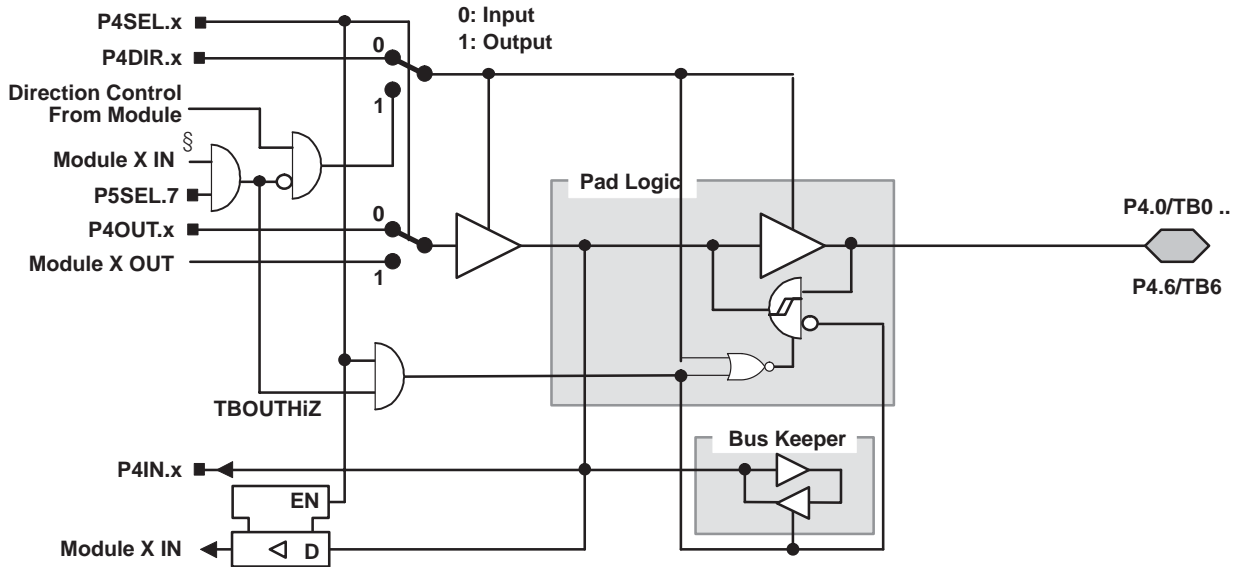 P4SEL.x
0: Input
1: Output
P4DIR.x
0
1
Direction Control
From Module
§
Module X IN
P5SEL.7
P4OUT.x
0
1
Module X OUT
Pad Logic
P4.0/TB0 ..
P4.6/TB6
TBOUTHiZ
Bus Keeper
P4IN.x
EN
D
Module X IN